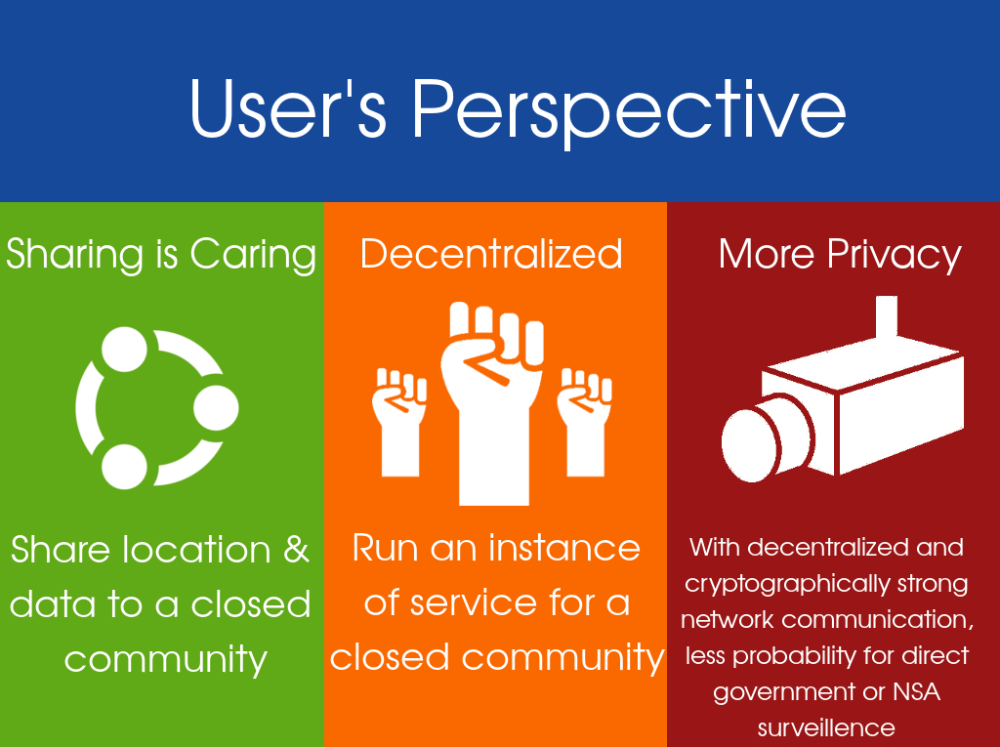 User's Perspective
Sharing is Caring
Share location &
data to a closed
community
Decentralized
Run an instance
of service for a
closed community
More Privacy
With decentralized and
cryptographically strong
network communication,
less probability for direct
government or NSA
surveillence